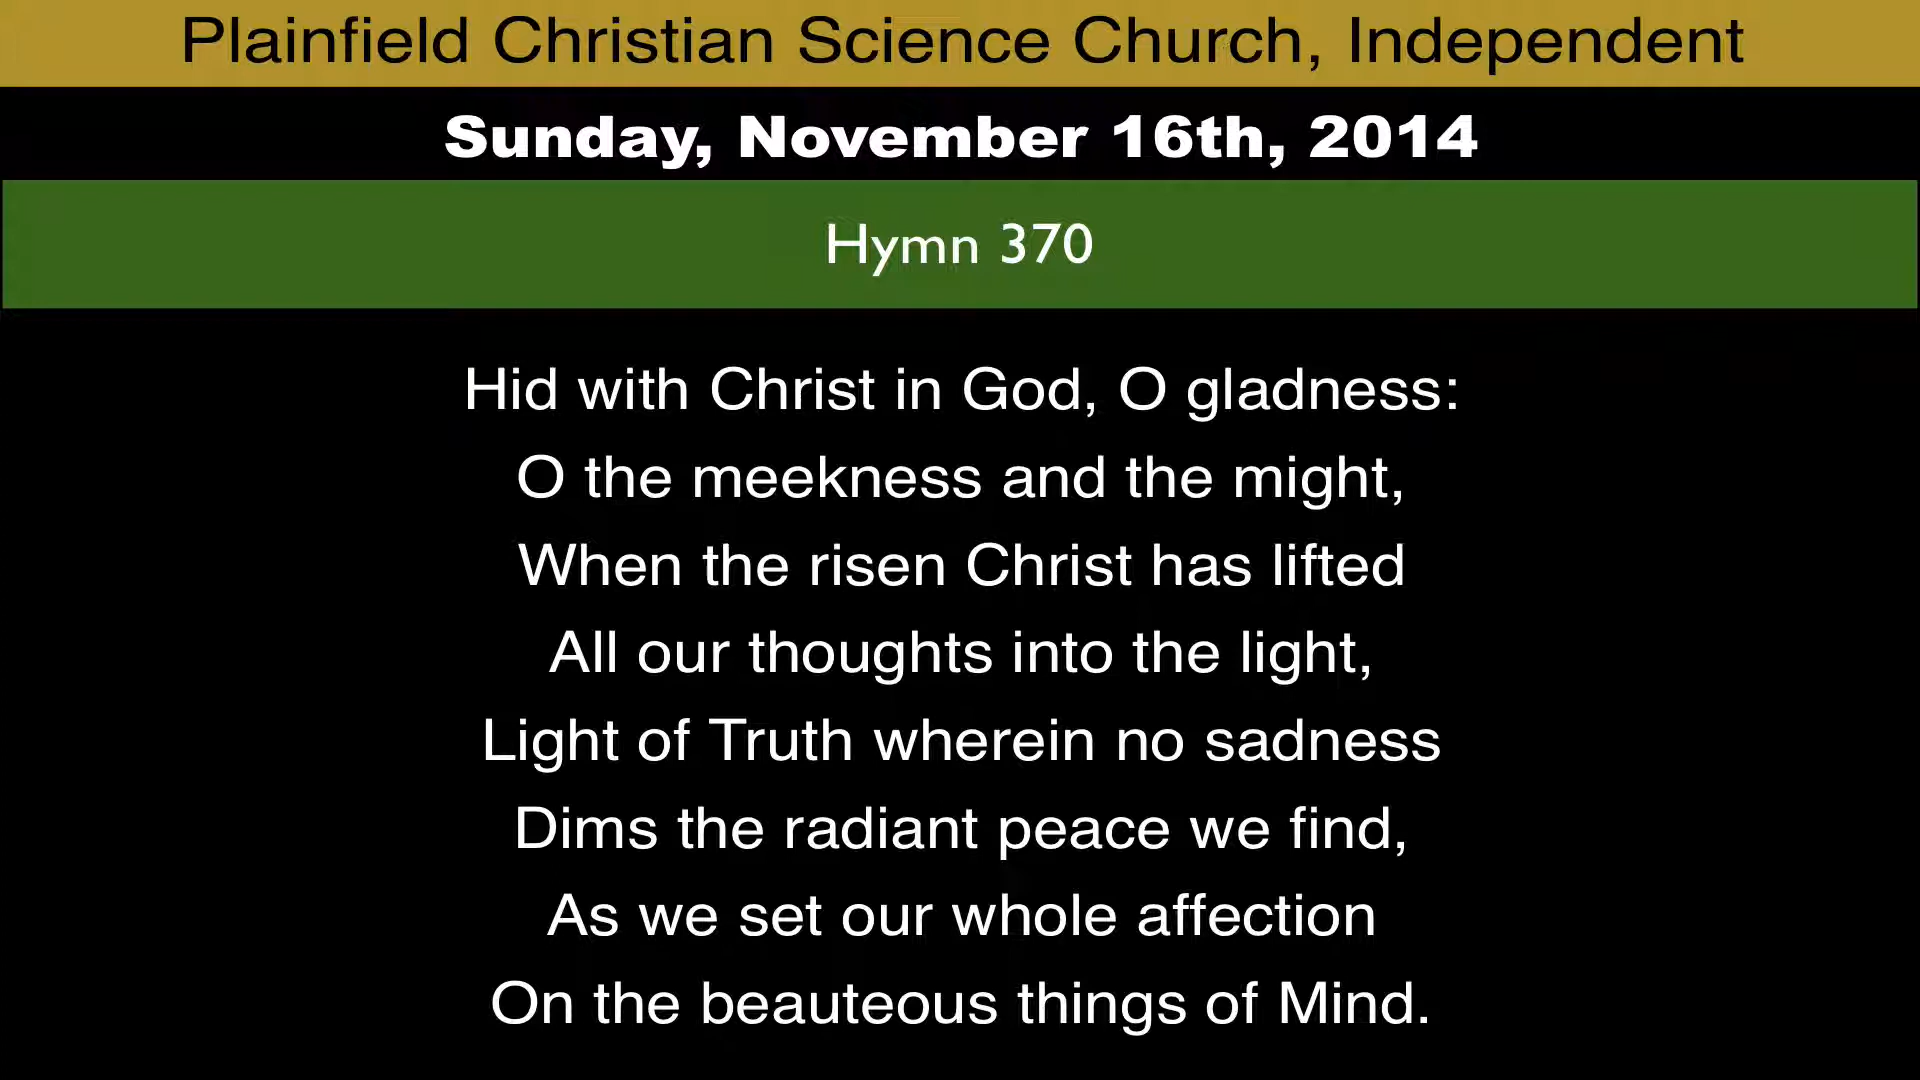 Plainfield Christian Science Church, Independent
Sunday, November 16th, 2014
Hymn 370
Hid with Christ in God, O gladness:
O the meekness and the might,
When the risen Christ has lifted
All our thoughts into the light,
Light of Truth wherein no sadness
Dims the radiant peace we find,
As we set our whole affection
On the beauteous things of Mind.